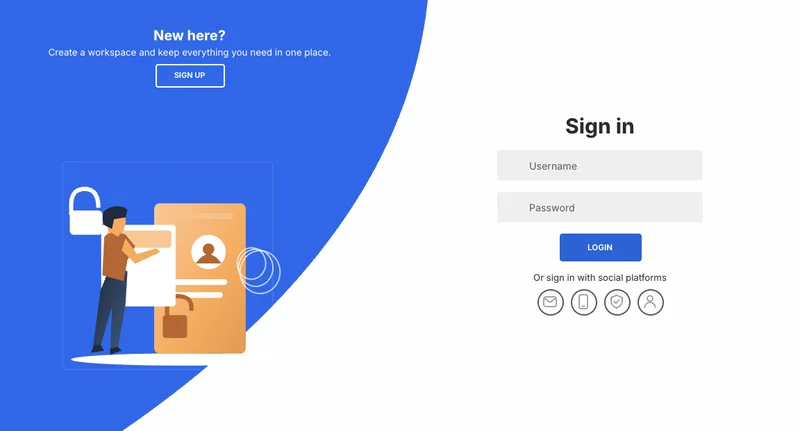 New here?
Create a workspace and keep everything you need in one place.
SIGN UP
Sign in
Username
Password
LOGIN
Or sign in with social platforms